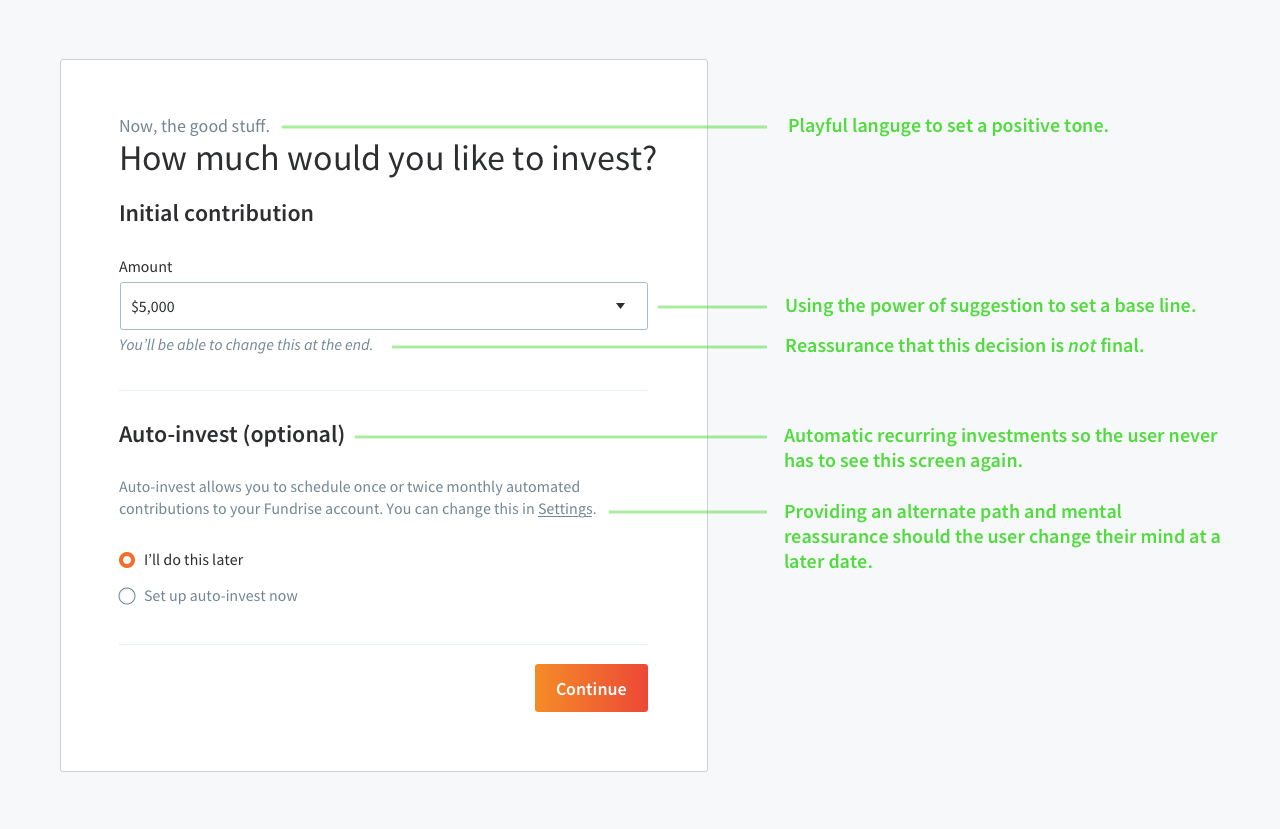 Now, the good stuff.
Playful languge to set a positive tone.
How much would you like to invest?
Initial contribution
Amount
$5,000
Using the power of suggestion to set a base line.
You'll be able to change this at the end.
Reassurance that this decision is not final.
Auto-invest (optional)
Automatic recurring investments so the user never
has to see this screen again.
Auto-invest allows you to schedule once or twice monthly automated
contributions to your Fundrise account. You can change this in Settings.
Providing an alternate path and mental
reassurance should the user change their mind at a
later date.
I'll do this later
Set up auto-invest now
Continue